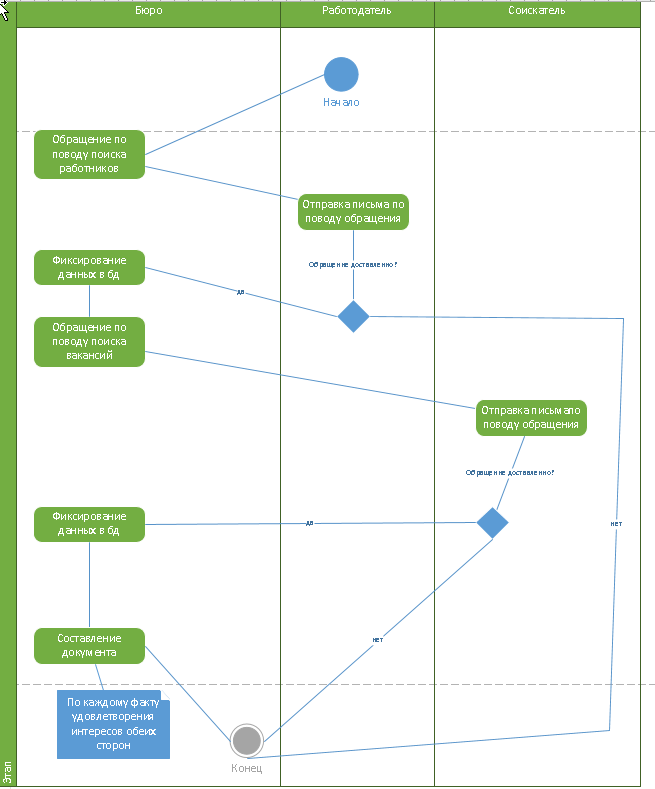 Бюро
Работодатель
Соискатель
Начало
Обращение по
поводу поиска
работников
Отправка письма по
поводу обращения
Обращение доставленно?
Фиксирование
данных в бд
да
Обращение по
поводу поиска
вакансий
Отправка письма по
поводу обращения
Обращение доставленно?
Фиксирование
данных в бд
да
нет
нет
Составление
документа
По каждому факту
удовлетворения
интересов обеих
сторон
Конец
Этап